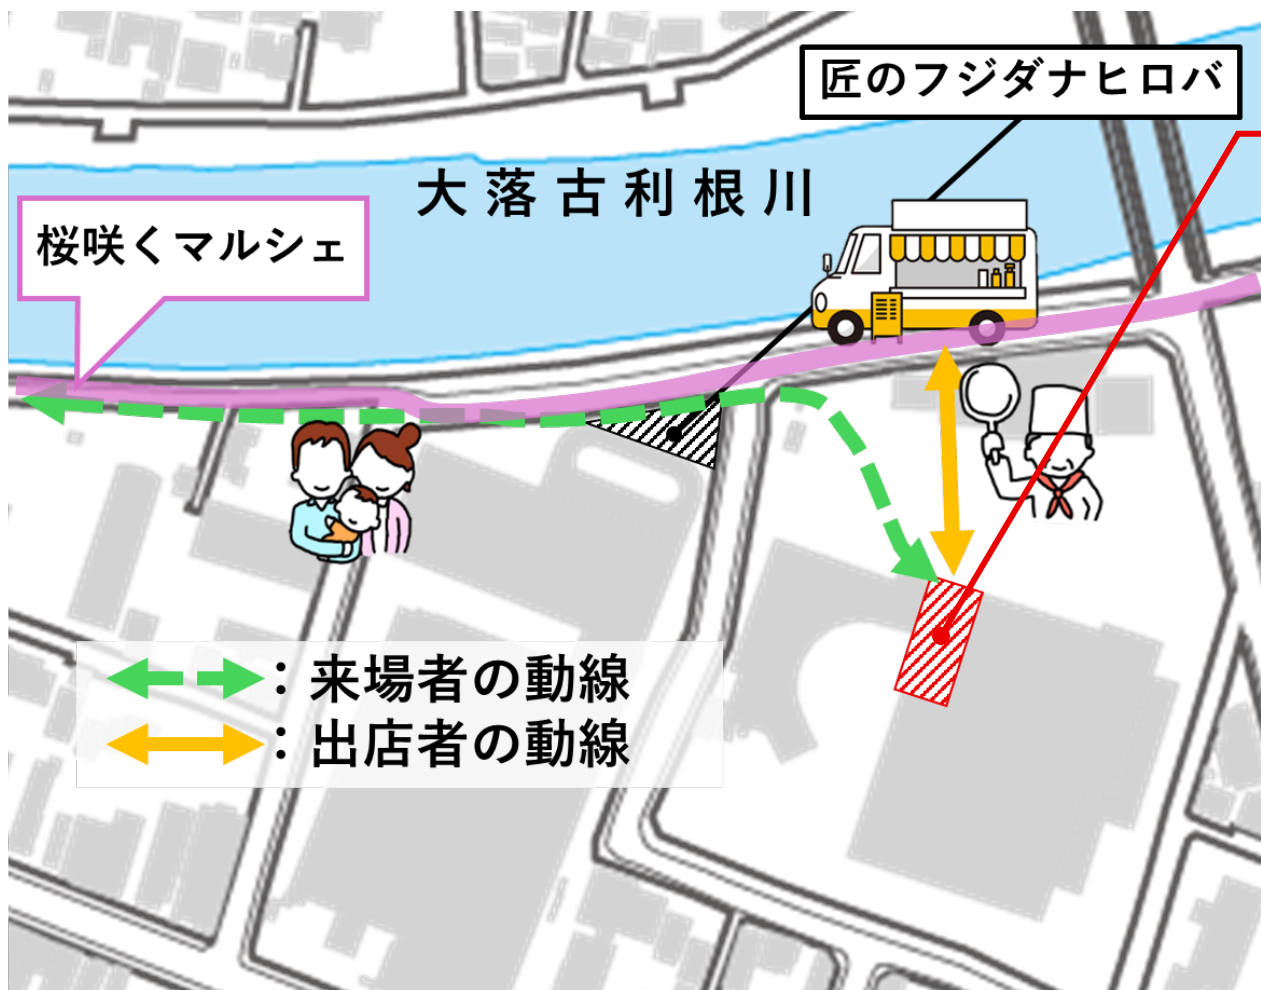 匠のフジダナヒロバ
大落古利根川
桜咲くマルシェ
：来場者の動線
：出店者の動線